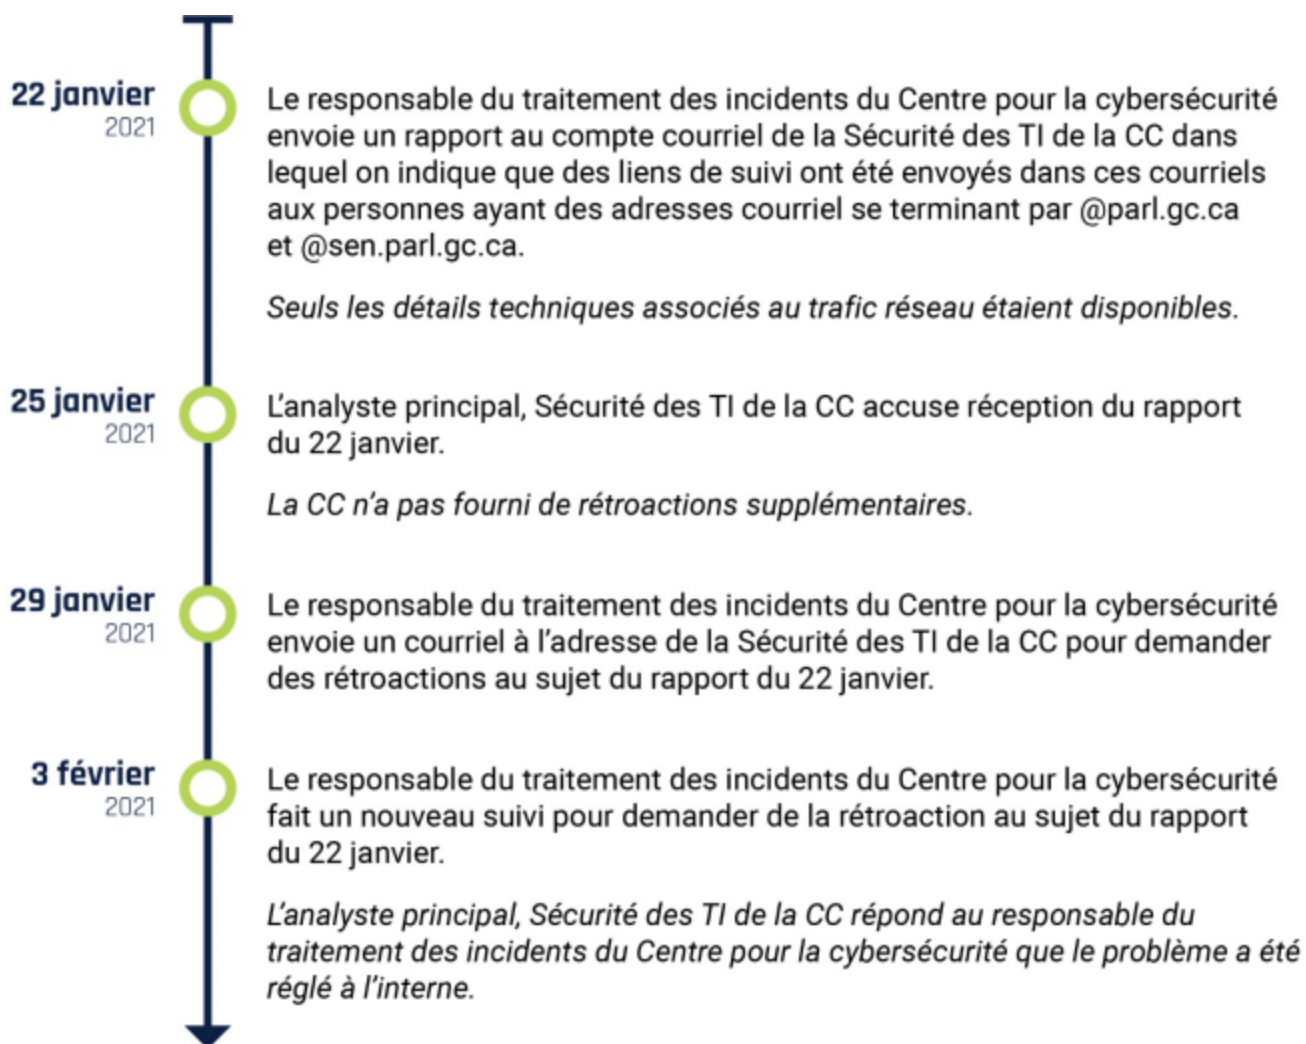 22 janvier
2021
Le responsable du traitement des incidents du Centre pour la cybersécurité
envoie un rapport au compte courriel de la Sécurité des TI de la CC dans
lequel on indique que des liens de suivi ont été envoyés dans ces courriels
aux personnes ayant des adresses courriel se terminant par @parl.gc.ca
et @sen.parl.gc.ca.
Seuls les détails techniques associés au trafic réseau étaient disponibles.
25 janvier
2021
L’analyste principal, Sécurité des TI de la CC accuse réception du rapport
du 22 janvier.
La CC n’a pas fourni de rétroactions supplémentaires.
29 janvier
2021
Le responsable du traitement des incidents du Centre pour la cybersécurité
envoie un courriel à l’adresse de la Sécurité des TI de la CC pour demander
des rétroactions au sujet du rapport du 22 janvier.
3 février
2021
Le responsable du traitement des incidents du Centre pour la cybersécurité
fait un nouveau suivi pour demander de la rétroaction au sujet du rapport
du 22 janvier.
L’analyste principal, Sécurité des TI de la CC répond au responsable du
traitement des incidents du Centre pour la cybersécurité que le problème a été
réglé à l’interne.